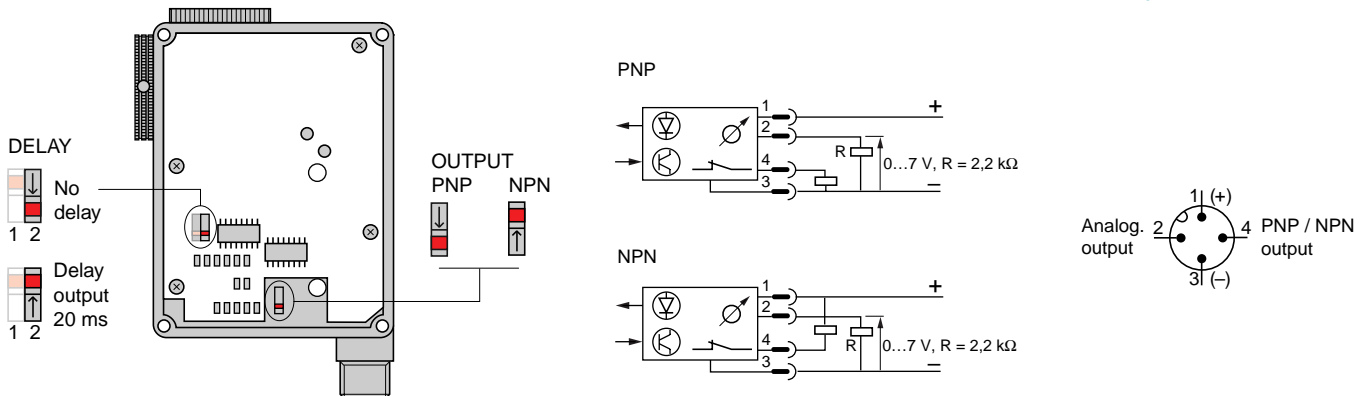 DELAY
No
delay
1 2
Delay
output
20 ms
1 2
OUTPUT
PNP NPN
PNP
1
+
2
R
0...7 V, R = 2,2 kΩ
4
3
–
NPN
1
+
2
R
0...7 V, R = 2,2 kΩ
4
3
–
1 (+)
Analog. 2
output
4 PNP / NPN
output
3 (–)